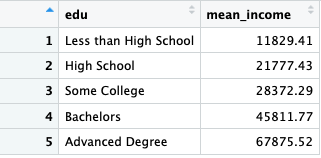 edu mean_income
1 Less than High School 11829.41
2 High School 21777.43
3 Some College 28372.29
4 Bachelors 45811.77
5 Advanced Degree 67875.52